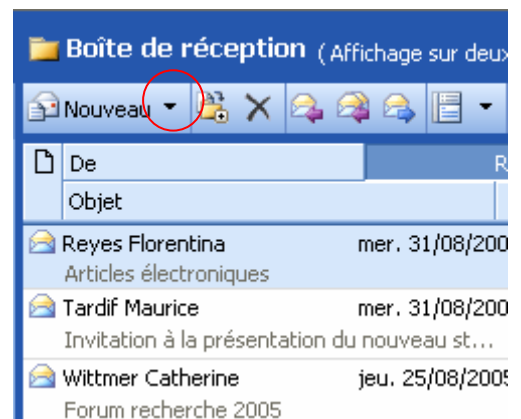 Boîte de réception ( Affichage sur deux
Nouveau
De R
Objet
Reyes Florentina mer. 31/08/200
Articles électroniques
Tardif Maurice mer. 31/08/200
Invitation à la présentation du nouveau st...
Wittmer Catherine jeu. 25/08/2005
Forum recherche 2005